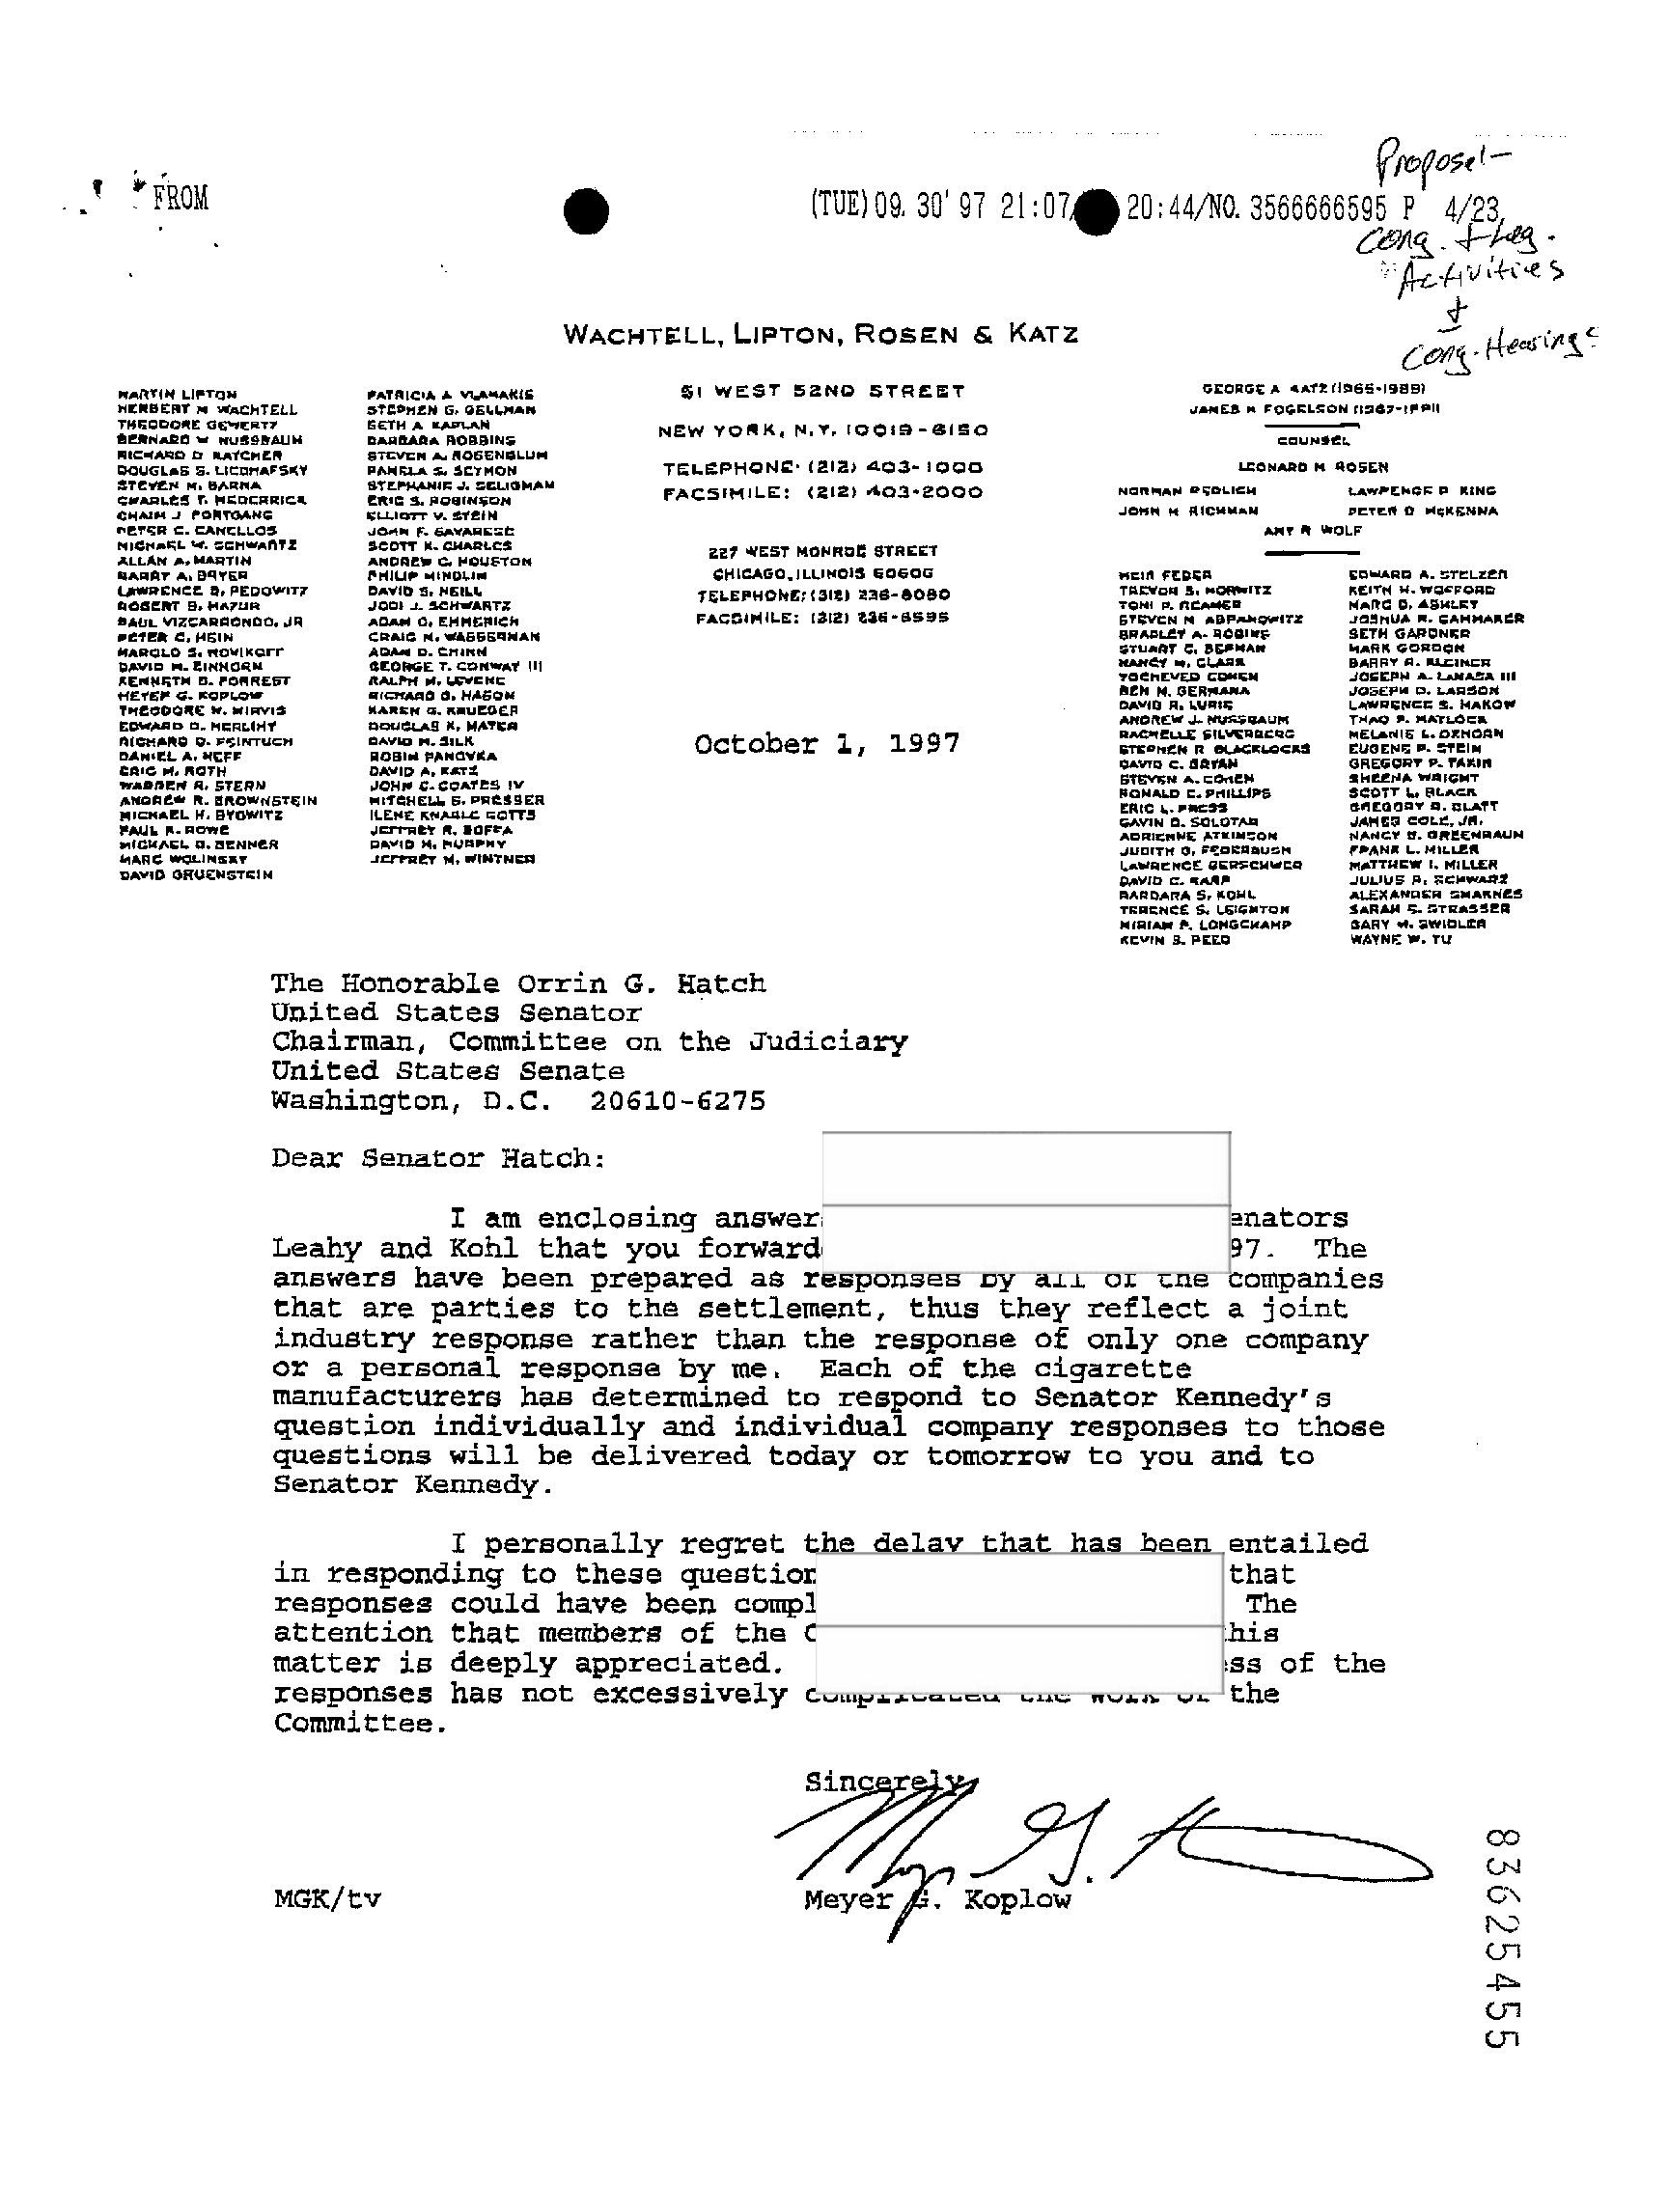 Proposal-
FROM
(TUE) 09. 30' 97 21:07 20:44/NO. 3566666595 P 4/23
Cong. + Leg.
Activities
+
Cong. Hearings
WACHTELL, LIPTON, ROSEN & KATZ
51 WEST 52ND STREET
NEW YORK, N.Y. 10019-6150
TELEPHONE: (212) 403-1000
FACSIMILE: (212) 403-2000
227 WEST MONROE STREET
CHICAGO, ILLINOIS 60606
TELEPHONE: (312) 236-8080
FACSIMILE: (312) 236-6595
MARTIN LIPTON
HERBERT M WACHTELL
THEODORE GEWERTZ
BERNARD W NUSSBAUM
RICHARD D KATCHER
DOUGLAS S. LICDMAFSKY
STEVEN M. BARNA
CHARLES T. MEDERRICK
CHAIM J FORTGANG
PETER C. CANELLOS
MICHAEL W. SCHWARTZ
ALLAN A. MARTIN
BARRY A. BRYER
LAWRENCE B. PEDOWITZ
ROBERT B. MAZUR
PAUL VIZCARRONDO, JR
PETER C. HEIN
HAROLD S. NOVIKOFF
DAVID M. EINHORN
KENNETH B. FORREST
MEYER G. KOPLOW
THEODORE N. MIRVIS
EDWARD D. HERLIHY
RICHARD D. FEINTUCH
DANIEL A. NEFF
ERIC M. ROTH
WARREN R. STERN
ANDREW R. BROWNSTEIN
MICHAEL H. BYOWITZ
PAUL K. ROWE
MICHAEL B. BENNER
MARC WOLINSKY
DAVID GRUENSTEIN
PATRICIA A VLAHAKIS
STEPHEN G. GELLMAN
SETH A KAPLAN
BARBARA ROBBINS
STEVEN A. ROSENBLUM
PAMELA S. SEYMON
STEPHANIE J. SELIGMAN
ERIC S. ROBINSON
ELLIOTT V. STEIN
JOHN F. SAVARESE
SCOTT K. CHARLES
ANDREW C. HOUSTON
PHILIP MINDLIN
DAVID S. NEILL
JODI J. SCHWARTZ
ADAM O. EMMERICH
CRAIG M. WASSERMAN
ADAM D. CHINN
GEORGE T. CONWAY III
RALPH M. LEVENE
RICHARD G. MASON
KAREN G. KRUEGER
DOUGLAS K. MAYER
DAVID M. SILK
ROBIN PANOVKA
DAVID A. KATZ
JOHN C. COATES IV
MITCHELL S. PRESSER
ILENE KNABLE GOTTS
JEFFREY R. BOFFA
DAVID M. MURPHY
JEFFREY M. WINTNER
GEORGE A KATZ (1965-1989)
JAMES H FOGELSON (1967-1991)
COUNSEL
LEONARD M ROSEN
NORMAN REDLICH LAWRENCE P KING
JOHN H RICHMAN PETER D McKENNA
AMY R WOLF
MEIR FEDER
TREVOR S. NORWITZ
TONI P. REAMER
STEVEN N ABRAMOWITZ
BRADLEY A. ROBINS
STUART C. BERMAN
NANCY M. CLARK
YOCHEVED COHEN
BEN M. GERMANA
DAVID R. LURIE
ANDREW J. NUSSBAUM
RACHELLE SILVERBERG
STEPHEN R BLACKLOCKS
DAVID C. BRYAN
STEVEN A. COHEN
RONALD C. PHILLIPS
ERIC L. PRESS
GAVIN D. SOLOTAR
ADRIENNE ATKINSON
JUDITH O. FEDERBUSH
LAWRENCE GERSCHWER
DAVID C. KARP
BARBARA S. KOHL
TERENCE S. LEIGHTON
MIRIAM P. LONGCHAMP
KEVIN S. REED
EDWARD A. STELZER
KEITH H. WOFFORD
MARC D. ASHLEY
JOSHUA R. CAMMAKER
SETH GARDNER
MARK GORDON
BARRY R. KLEINER
JOSEPH A. LAMASA III
JOSEPH D. LARSON
LAWRENCE S. MAKOW
THAO P. MATLOCK
MELANIE L. OXHORN
EUGENE P. STEIN
GREGORY P. TAXIN
SHEENA WRIGHT
SCOTT L. BLACK
GREGORY R. BLATT
JAMES COLE, JR.
NANCY B. GREENBAUM
FRANK L. MILLER
MATTHEW I. MILLER
JULIUS R. SCHWARZ
ALEXANDER SHAKNES
SARAH S. STRASSER
GARY M. SWIDLER
WAYNE W. TU
October 1, 1997
The Honorable Orrin G. Hatch
United States Senator
Chairman, Committee on the Judiciary
United States Senate
Washington, D.C. 20610-6275
Dear Senator Hatch:
I am enclosing answer enators
Leahy and Kohl that you forward 97. The
answers have been prepared as responses by all of the companies
that are parties to the settlement, thus they reflect a joint
industry response rather than the response of only one company
or a personal response by me. Each of the cigarette
manufacturers has determined to respond to Senator Kennedy's
question individually and individual company responses to those
questions will be delivered today or tomorrow to you and to
Senator Kennedy.
I personally regret the delay that has been entailed
in responding to these question that
responses could have been compl The
attention that members of the C his
matter is deeply appreciated. ss of the
responses has not excessively complicated the work of the
Committee.
Sincerely,
MGK/tv
Meyer G. Koplow
83625455